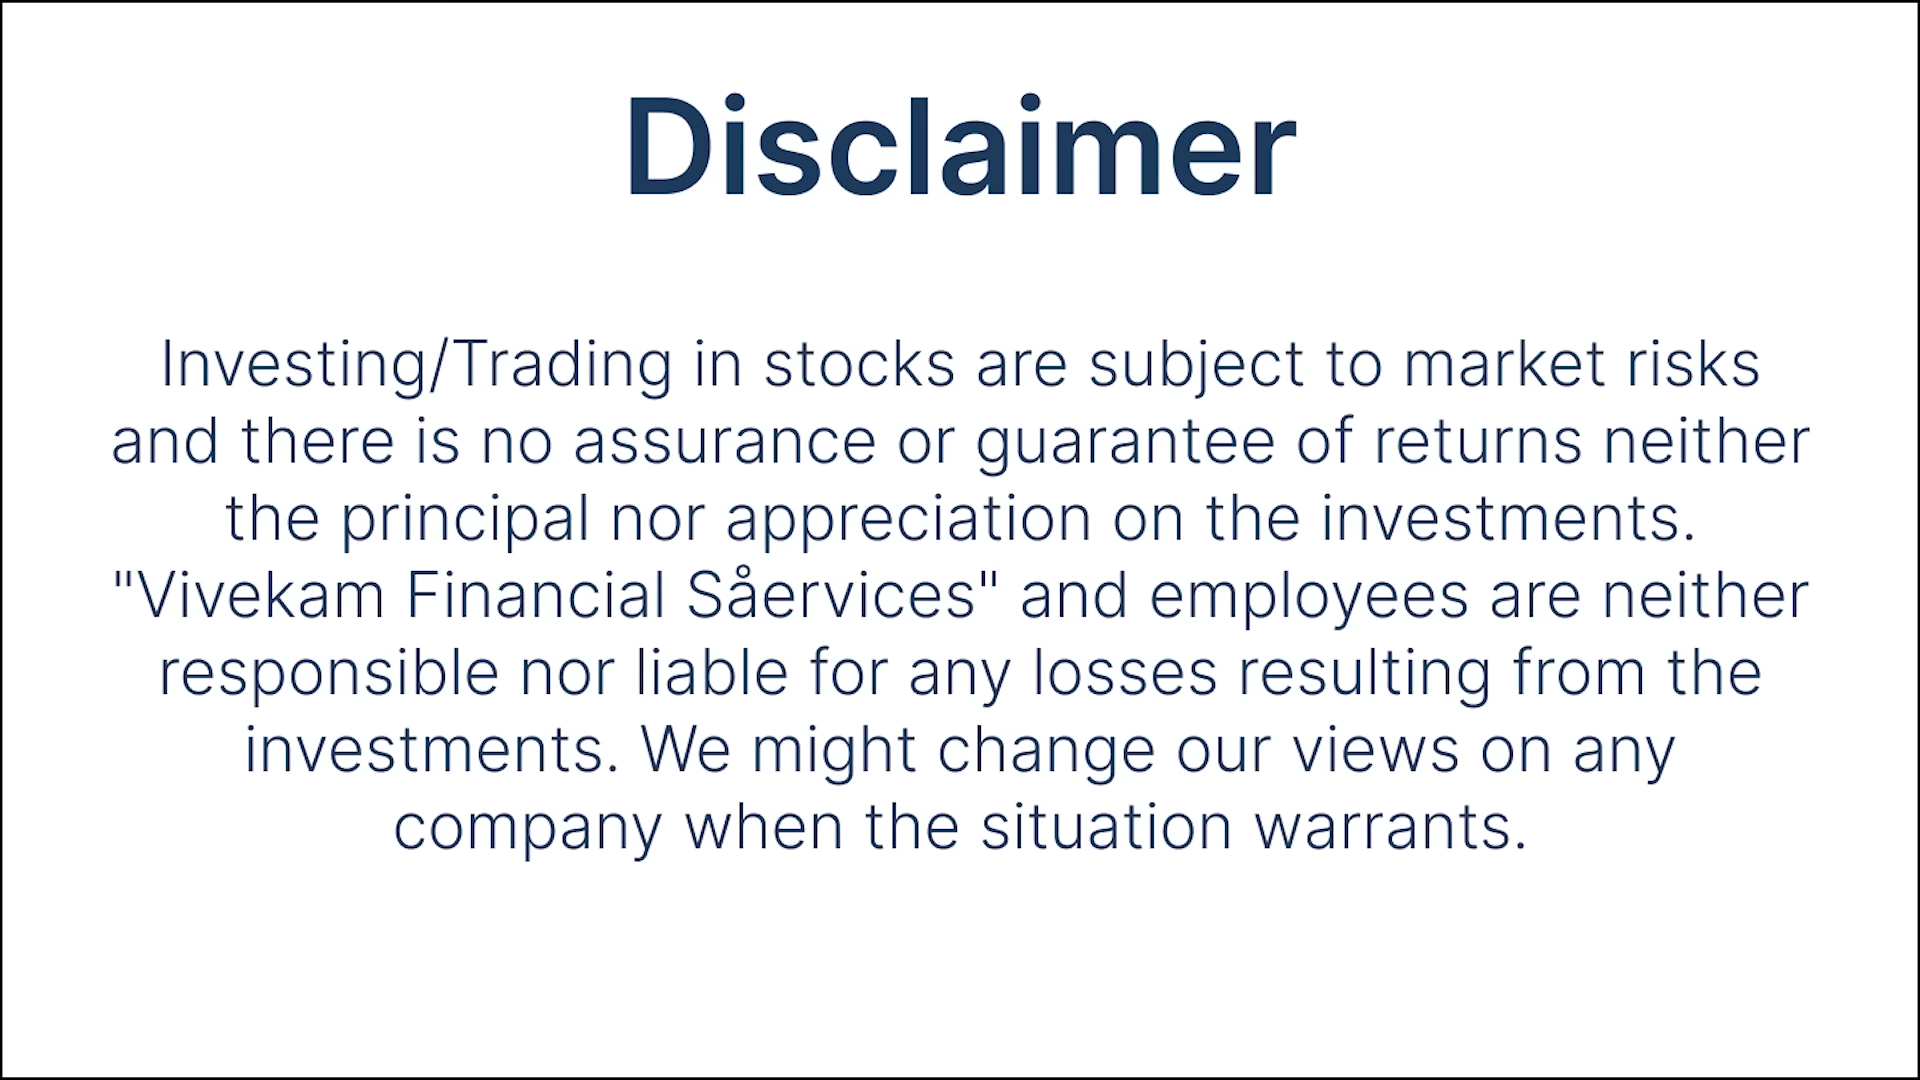 Disclaimer
Investing/Trading in stocks are subject to market risks
and there is no assurance or guarantee of returns neither
the principal nor appreciation on the investments.
"Vivekam Financial Såervices" and employees are neither
responsible nor liable for any losses resulting from the
investments. We might change our views on any
company when the situation warrants.